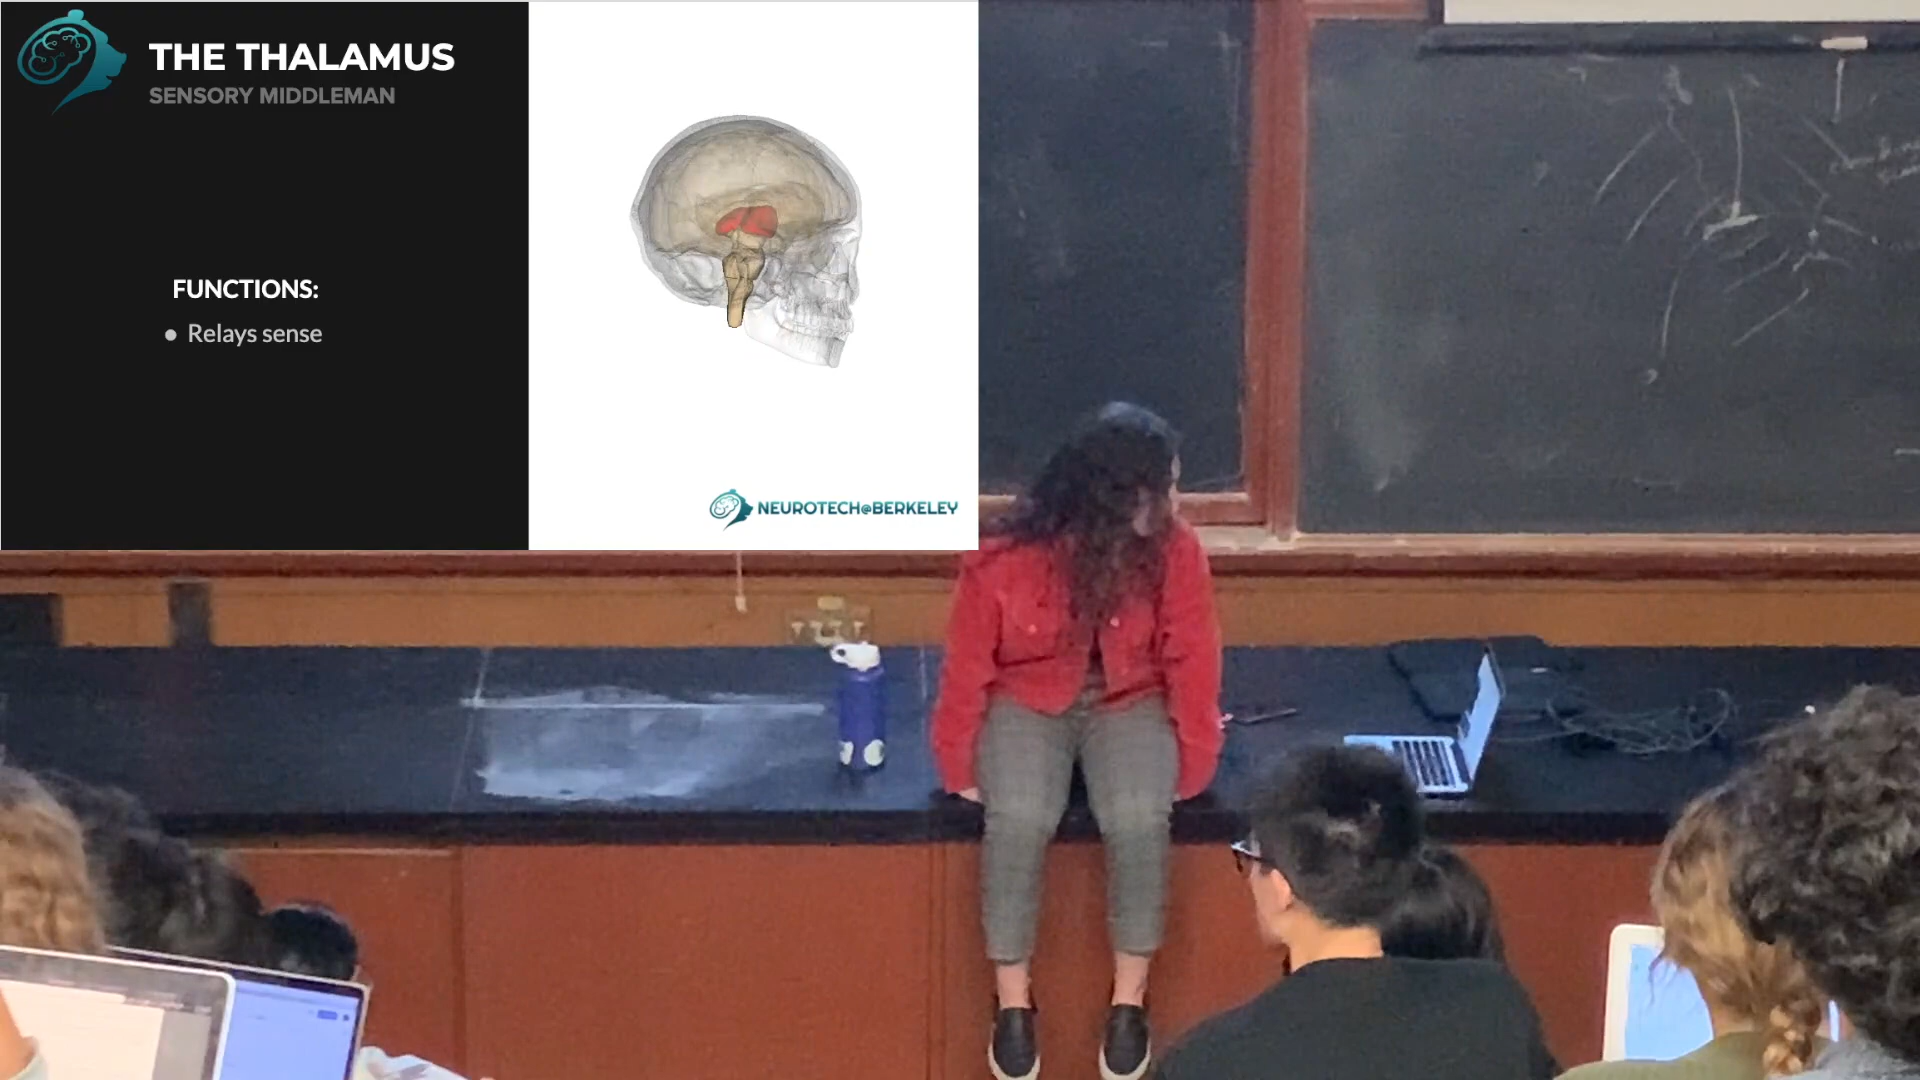 THE THALAMUS
SENSORY MIDDLEMAN
FUNCTIONS:
● Relays sense
NEUROTECH@BERKELEY